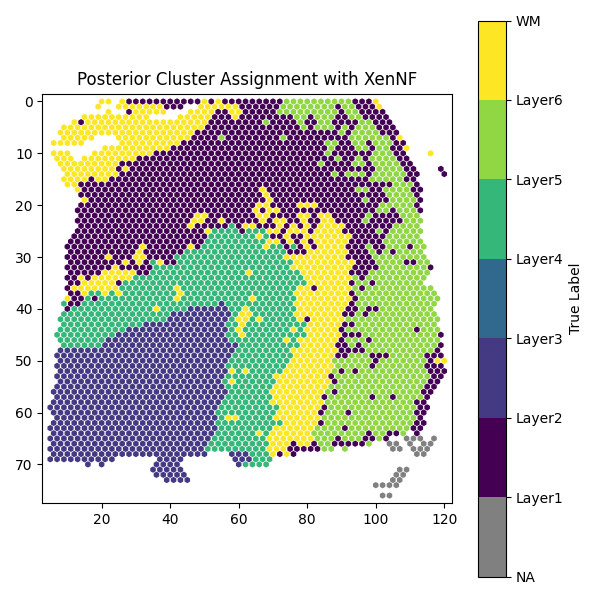 Posterior Cluster Assignment with XenNF
0
10
20
30
40
50
60
70
20
40
60
80
100
120
WM
Layer6
Layer5
Layer4
Layer3
Layer2
Layer1
NA
True Label